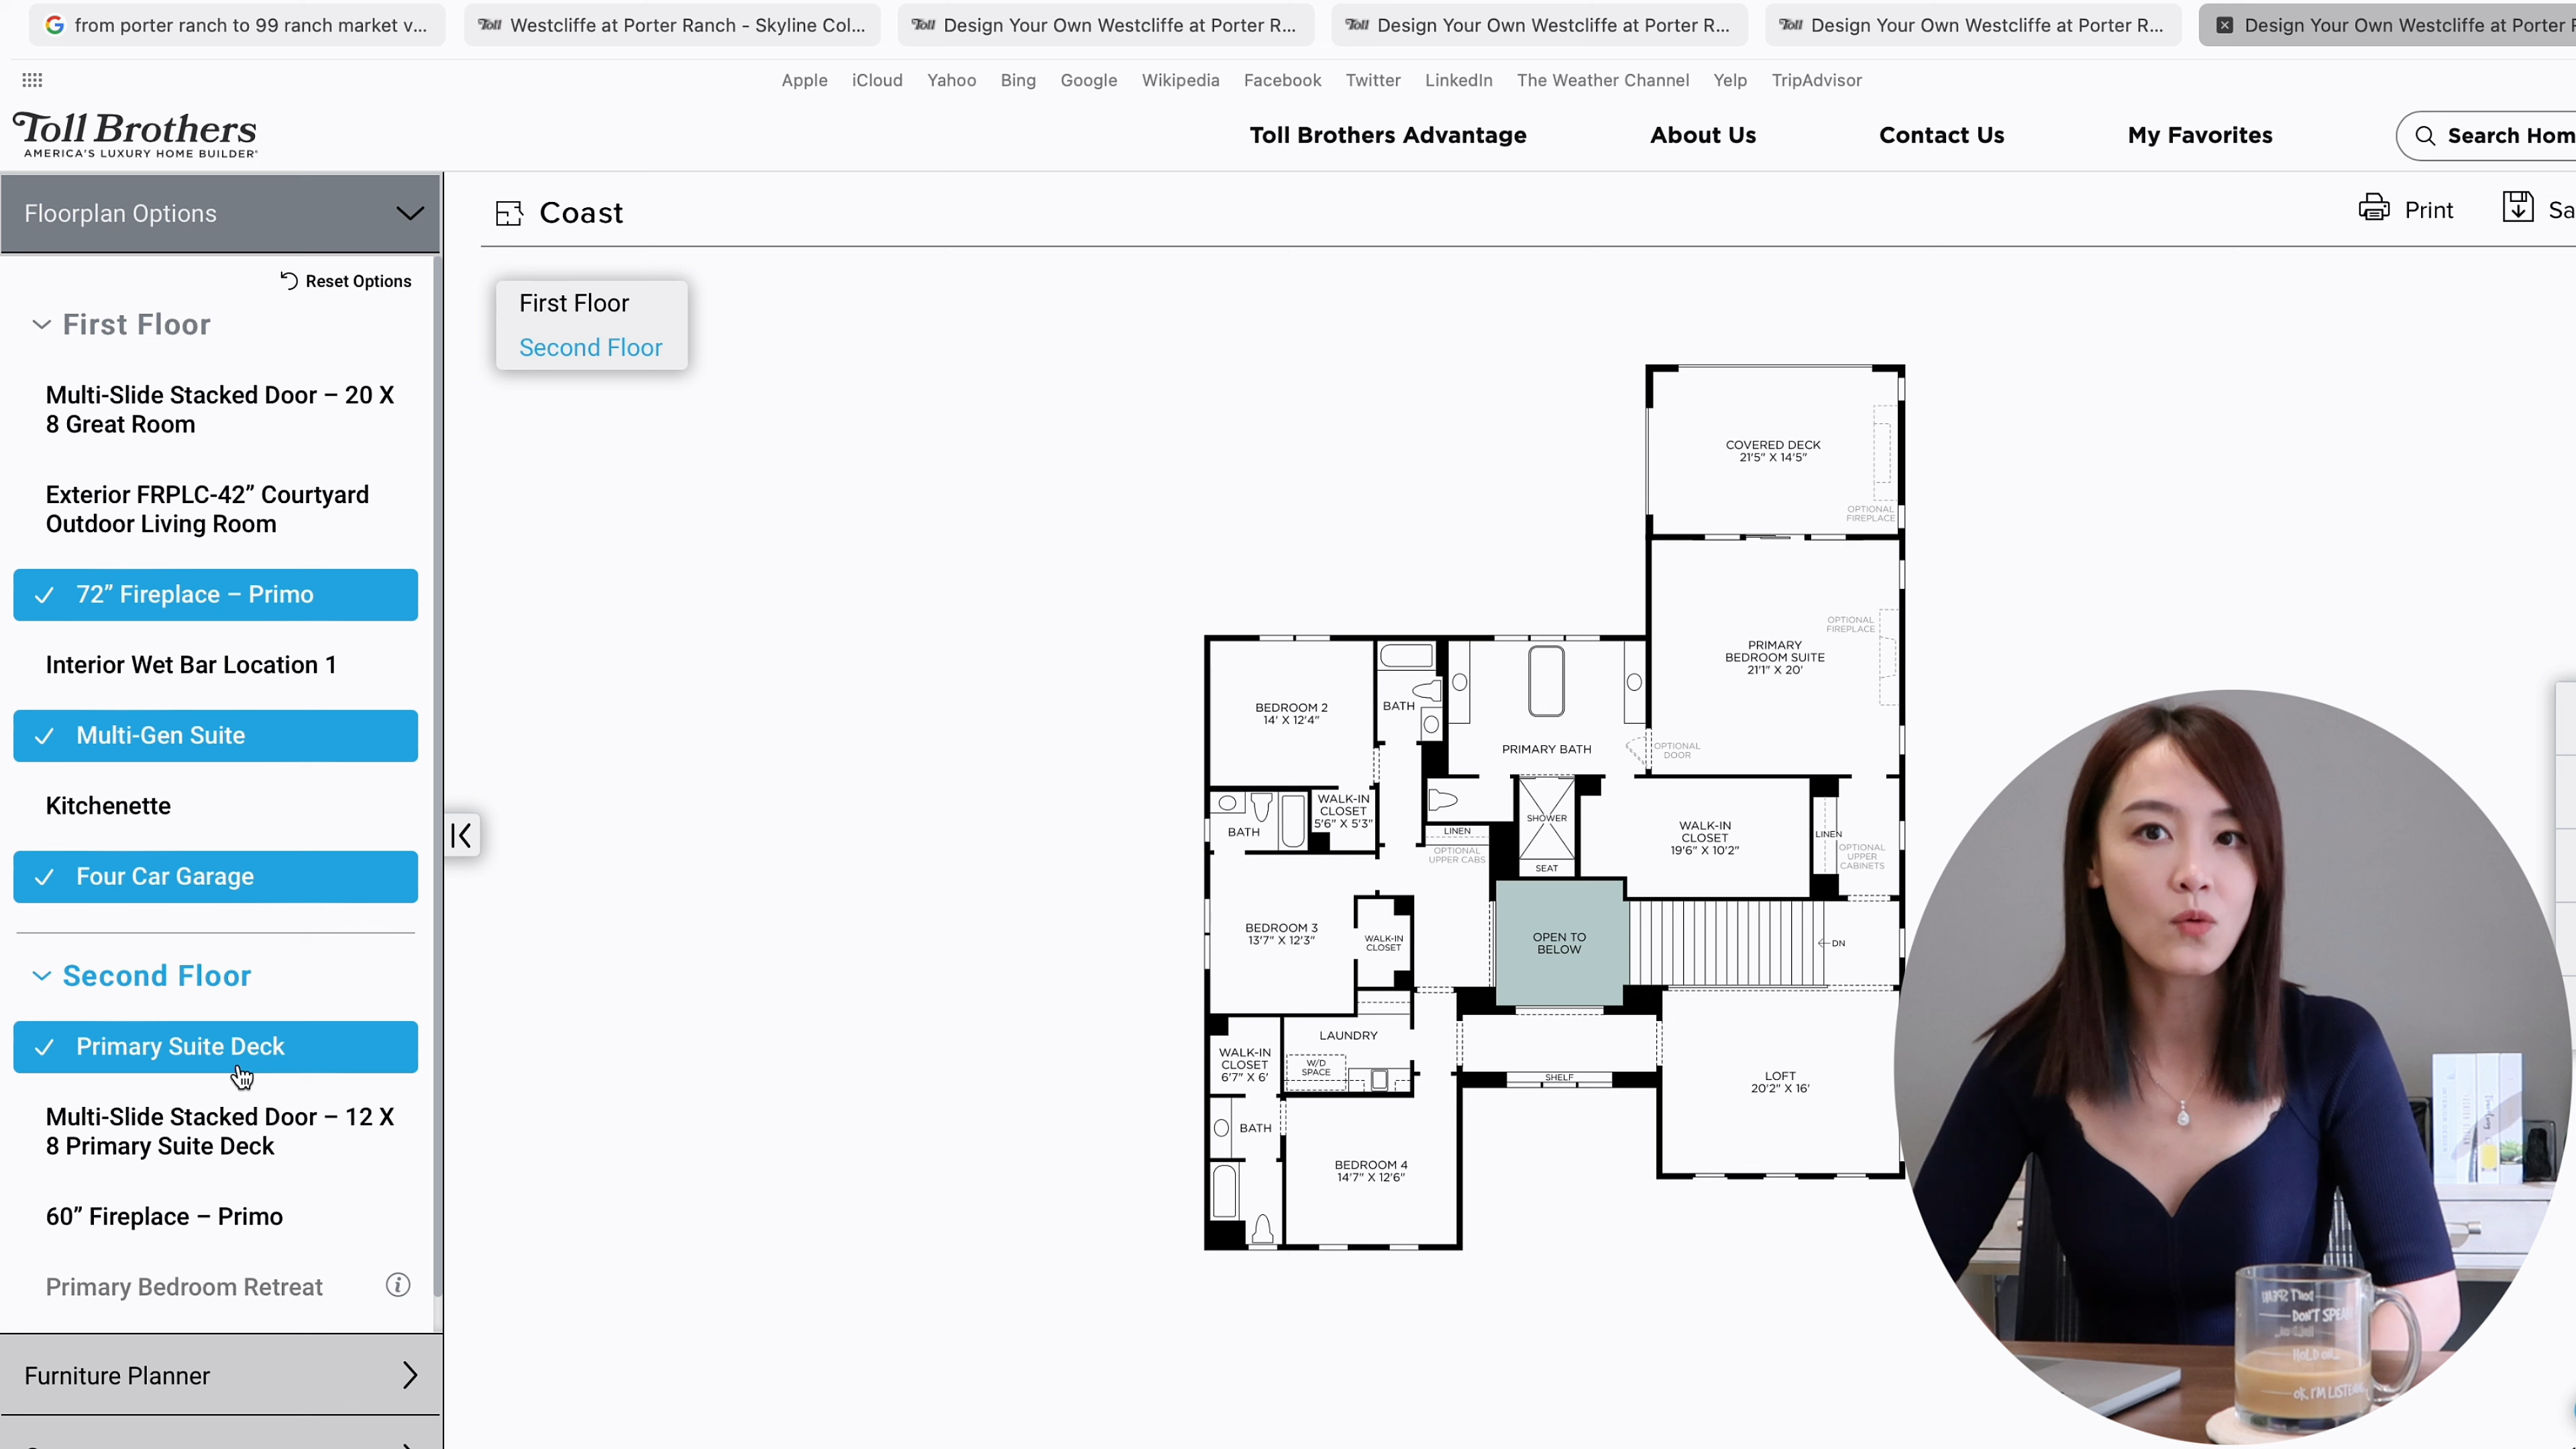 from porter ranch to 99 ranch market v...
Toll Westcliffe at Porter Ranch - Skyline Col...
Toll Design Your Own Westcliffe at Porter R...
Toll Design Your Own Westcliffe at Porter R...
Toll Design Your Own Westcliffe at Porter R...
Design Your Own Westcliffe at Porter
Apple iCloud Yahoo Bing Google Wikipedia Facebook Twitter LinkedIn The Weather Channel Yelp TripAdvisor
Toll Brothers
AMERICA'S LUXURY HOME BUILDER®
Toll Brothers Advantage
About Us
Contact Us
My Favorites
Search Hom
Floorplan Options
Reset Options
First Floor
Multi-Slide Stacked Door – 20 X
8 Great Room
Exterior FRPLC-42” Courtyard
Outdoor Living Room
72” Fireplace – Primo
Interior Wet Bar Location 1
Multi-Gen Suite
Kitchenette
Four Car Garage
Second Floor
Primary Suite Deck
Multi-Slide Stacked Door – 12 X
8 Primary Suite Deck
60” Fireplace – Primo
Primary Bedroom Retreat
Furniture Planner
Coast
Print
Sa
First Floor
Second Floor
COVERED DECK
21'5" X 14'5"
OPTIONAL
FIREPLACE
OPTIONAL
FIREPLACE
PRIMARY
BEDROOM SUITE
21'1" X 20'
BEDROOM 2
14' X 12'4"
BATH
PRIMARY BATH
OPTIONAL
DOOR
WALK-IN
CLOSET
5'6" X 5'3"
BATH
LINEN
OPTIONAL
UPPER CABS
SHOWER
SEAT
WALK-IN
CLOSET
19'6" X 10'2"
LINEN
OPTIONAL
UPPER
CABINETS
BEDROOM 3
13'7" X 12'3"
WALK-IN
CLOSET
OPEN TO
BELOW
DN
LAUNDRY
W/D
SPACE
WALK-IN
CLOSET
6'7" X 6'
SHELF
LOFT
20'2" X 16'
BATH
BEDROOM 4
14'7" X 12'6"
DON'T SPEA
HOLD ON..
OK, I'M LISTENING